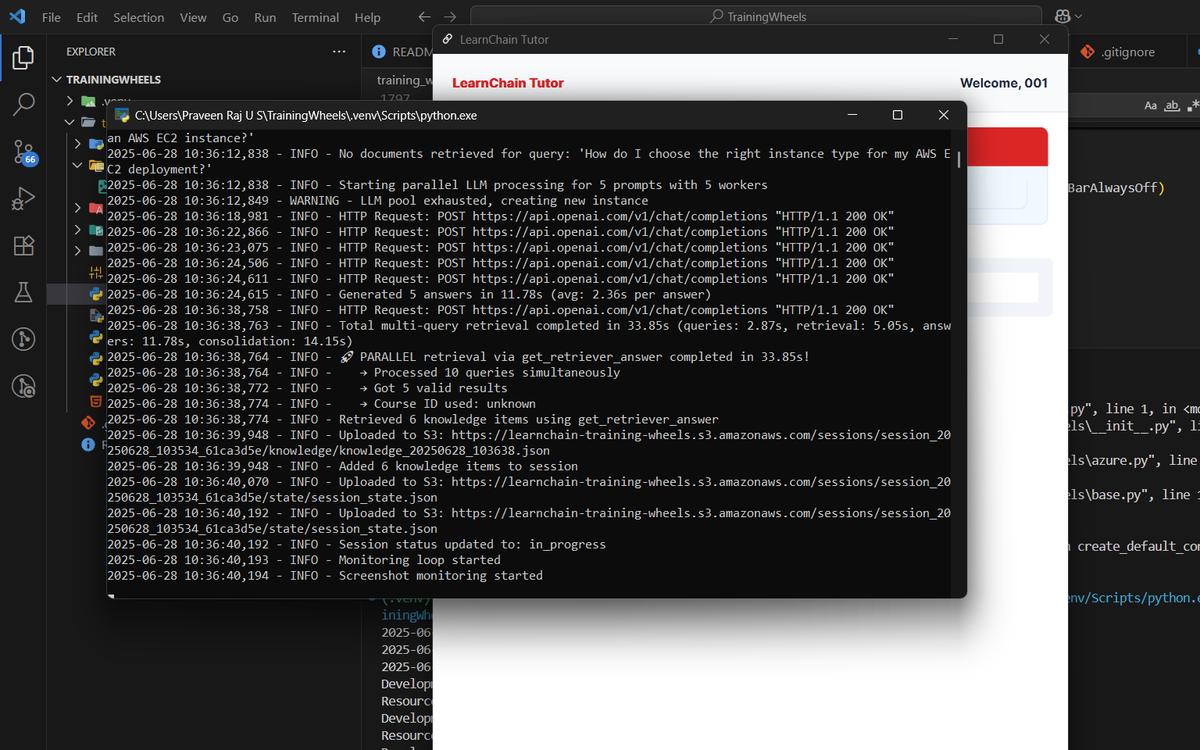 File Edit Selection View Go Run Terminal Help
TrainingWheels
EXPLORER
README
LearnChain Tutor
.gitignore
TRAININGWHEELS
training_w
LearnChain Tutor
Welcome, 001
.venv
1797
Aa ab
C:\Users\Praveen Raj U S\TrainingWheels\.venv\Scripts\python.exe
66
an AWS EC2 instance?'
2025-06-28 10:36:12,838 - INFO - No documents retrieved for query: 'How do I choose the right instance type for my AWS E
C2 deployment?'
2025-06-28 10:36:12,838 - INFO - Starting parallel LLM processing for 5 prompts with 5 workers
2025-06-28 10:36:12,849 - WARNING - LLM pool exhausted, creating new instance
2025-06-28 10:36:18,981 - INFO - HTTP Request: POST https://api.openai.com/v1/chat/completions "HTTP/1.1 200 OK"
2025-06-28 10:36:22,866 - INFO - HTTP Request: POST https://api.openai.com/v1/chat/completions "HTTP/1.1 200 OK"
2025-06-28 10:36:23,075 - INFO - HTTP Request: POST https://api.openai.com/v1/chat/completions "HTTP/1.1 200 OK"
2025-06-28 10:36:24,506 - INFO - HTTP Request: POST https://api.openai.com/v1/chat/completions "HTTP/1.1 200 OK"
2025-06-28 10:36:24,611 - INFO - HTTP Request: POST https://api.openai.com/v1/chat/completions "HTTP/1.1 200 OK"
2025-06-28 10:36:24,615 - INFO - Generated 5 answers in 11.78s (avg: 2.36s per answer)
2025-06-28 10:36:38,758 - INFO - HTTP Request: POST https://api.openai.com/v1/chat/completions "HTTP/1.1 200 OK"
2025-06-28 10:36:38,763 - INFO - Total multi-query retrieval completed in 33.85s (queries: 2.87s, retrieval: 5.05s, answ
ers: 11.78s, consolidation: 14.15s)
2025-06-28 10:36:38,764 - INFO - 🚀 PARALLEL retrieval via get_retriever_answer completed in 33.85s!
2025-06-28 10:36:38,764 - INFO -    → Processed 10 queries simultaneously
2025-06-28 10:36:38,772 - INFO -    → Got 5 valid results
2025-06-28 10:36:38,774 - INFO -    → Course ID used: unknown
2025-06-28 10:36:38,774 - INFO - Retrieved 6 knowledge items using get_retriever_answer
2025-06-28 10:36:39,948 - INFO - Uploaded to S3: https://learnchain-training-wheels.s3.amazonaws.com/sessions/session_20
250628_103534_61ca3d5e/knowledge/knowledge_20250628_103638.json
2025-06-28 10:36:39,948 - INFO - Added 6 knowledge items to session
2025-06-28 10:36:40,070 - INFO - Uploaded to S3: https://learnchain-training-wheels.s3.amazonaws.com/sessions/session_20
250628_103534_61ca3d5e/state/session_state.json
2025-06-28 10:36:40,192 - INFO - Uploaded to S3: https://learnchain-training-wheels.s3.amazonaws.com/sessions/session_20
250628_103534_61ca3d5e/state/session_state.json
2025-06-28 10:36:40,192 - INFO - Session status updated to: in_progress
2025-06-28 10:36:40,193 - INFO - Monitoring loop started
2025-06-28 10:36:40,194 - INFO - Screenshot monitoring started
BarAlwaysOff)
py", line 1, in <mo
els\__init__.py", li
els\azure.py", line
els\base.py", line 1
n create_default_con
env/Scripts/python.e
(.venv)
iningWh
2025-06
2025-06
2025-06
Develop
Resourc
Develop
Resourc